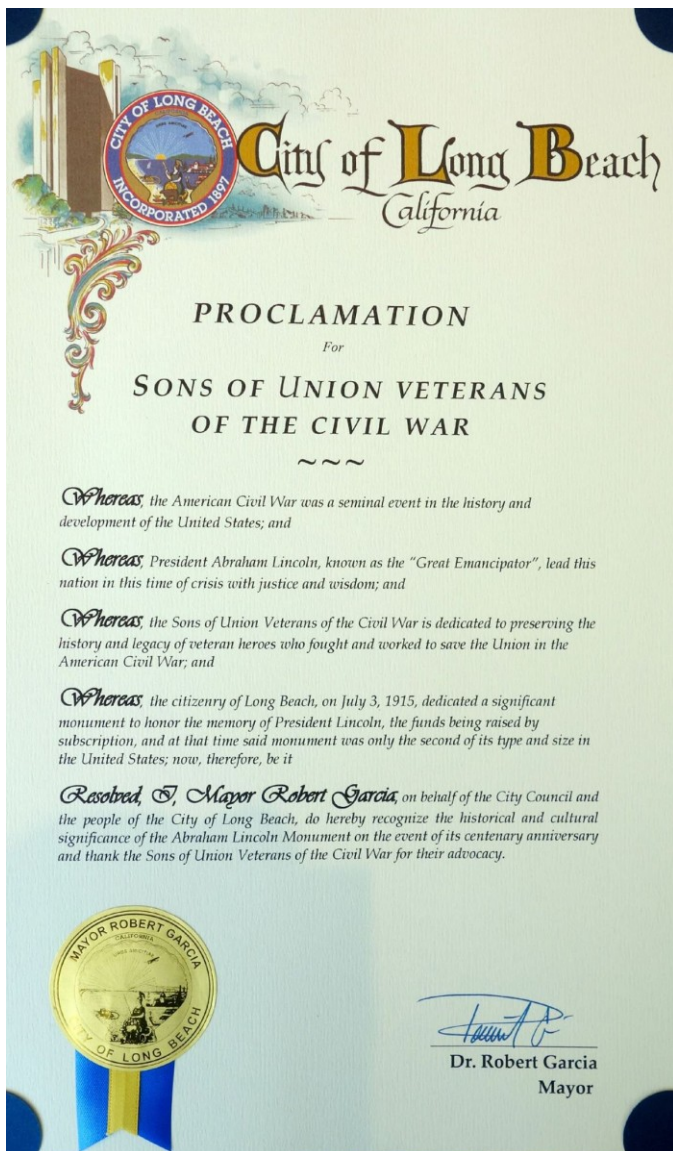 CITY OF LONG BEACH
INCORPORATED 1897
City of Long Beach
California
PROCLAMATION
For
SONS OF UNION VETERANS
OF THE CIVIL WAR
~~~
Whereas, the American Civil War was a seminal event in the history and
development of the United States; and
Whereas, President Abraham Lincoln, known as the “Great Emancipator”, lead this
nation in this time of crisis with justice and wisdom; and
Whereas, the Sons of Union Veterans of the Civil War is dedicated to preserving the
history and legacy of veteran heroes who fought and worked to save the Union in the
American Civil War; and
Whereas, the citizenry of Long Beach, on July 3, 1915, dedicated a significant
monument to honor the memory of President Lincoln, the funds being raised by
subscription, and at that time said monument was only the second of its type and size in
the United States; now, therefore, be it
Resolved, I, Mayor Robert Garcia, on behalf of the City Council and
the people of the City of Long Beach, do hereby recognize the historical and cultural
significance of the Abraham Lincoln Monument on the event of its centenary anniversary
and thank the Sons of Union Veterans of the Civil War for their advocacy.
MAYOR ROBERT GARCIA
CALIFORNIA
CITY OF LONG BEACH
Dr. Robert Garcia
Mayor